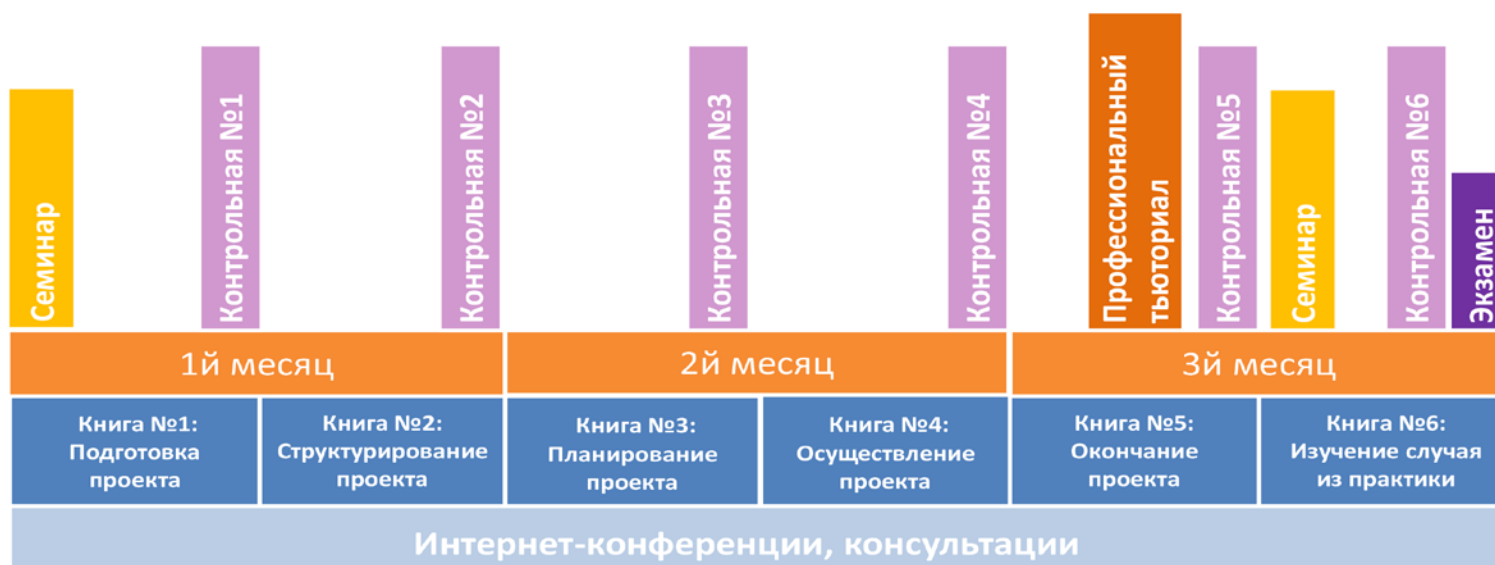 Семинар
Контрольная №1
Контрольная №2
Контрольная №3
Контрольная №4
Профессиональный
тьюториал
Контрольная №5
Семинар
Контрольная №6
Экзамен
1й месяц
2й месяц
3й месяц
Книга №1:
Подготовка
проекта
Книга №2:
Структурирование
проекта
Книга №3:
Планирование
проекта
Книга №4:
Осуществление
проекта
Книга №5:
Окончание
проекта
Книга №6:
Изучение случая
из практики
Интернет-конференции, консультации